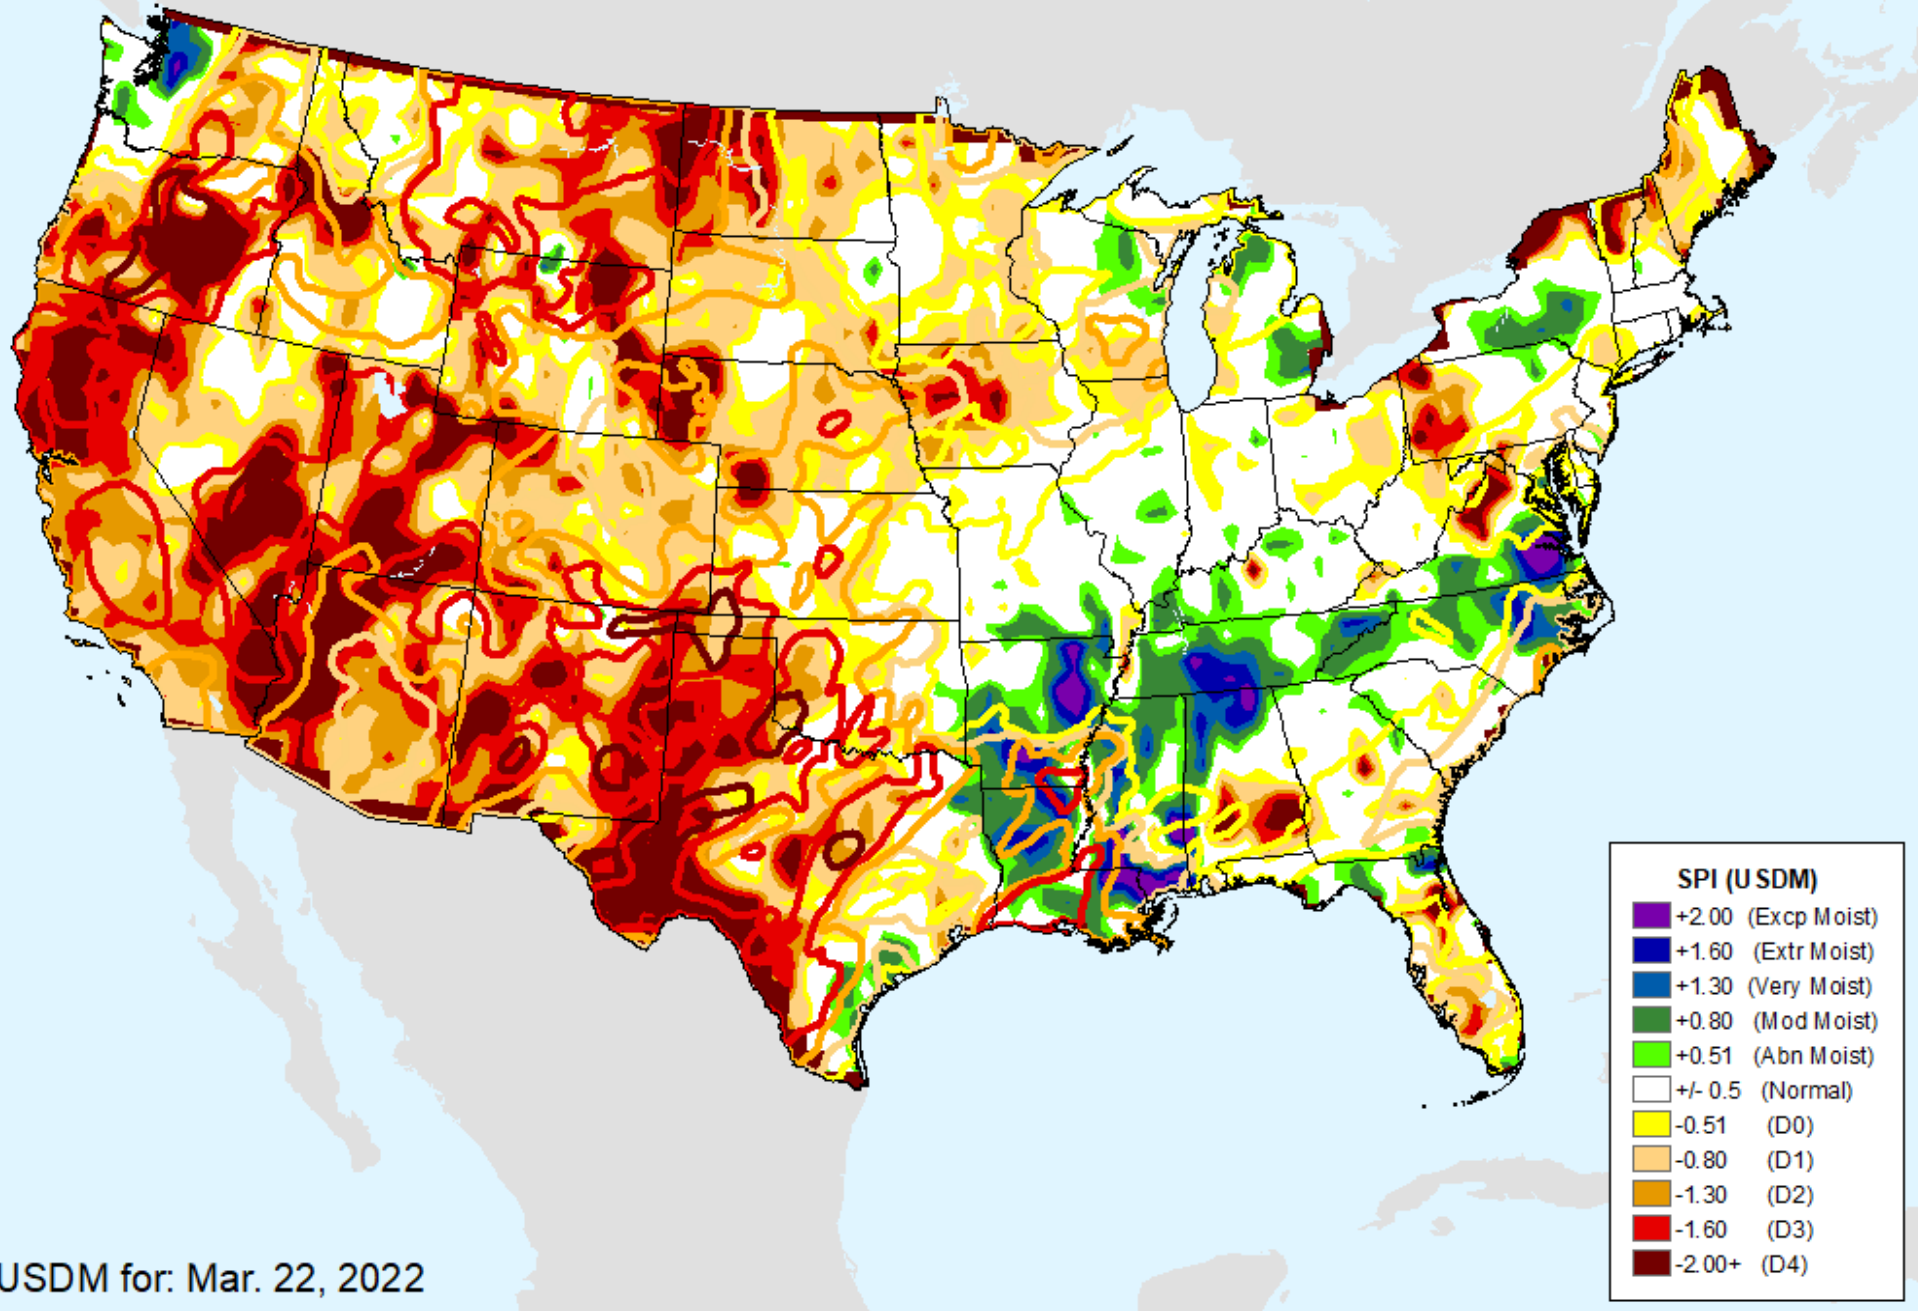 SPI (USDM)
+2.00 (Excp Moist)
+1.60 (Extr Moist)
+1.30 (Very Moist)
+0.80 (Mod Moist)
+0.51 (Abn Moist)
+/- 0.5 (Normal)
-0.51 (D0)
-0.80 (D1)
-1.30 (D2)
-1.60 (D3)
-2.00+ (D4)
USDM for: Mar. 22, 2022